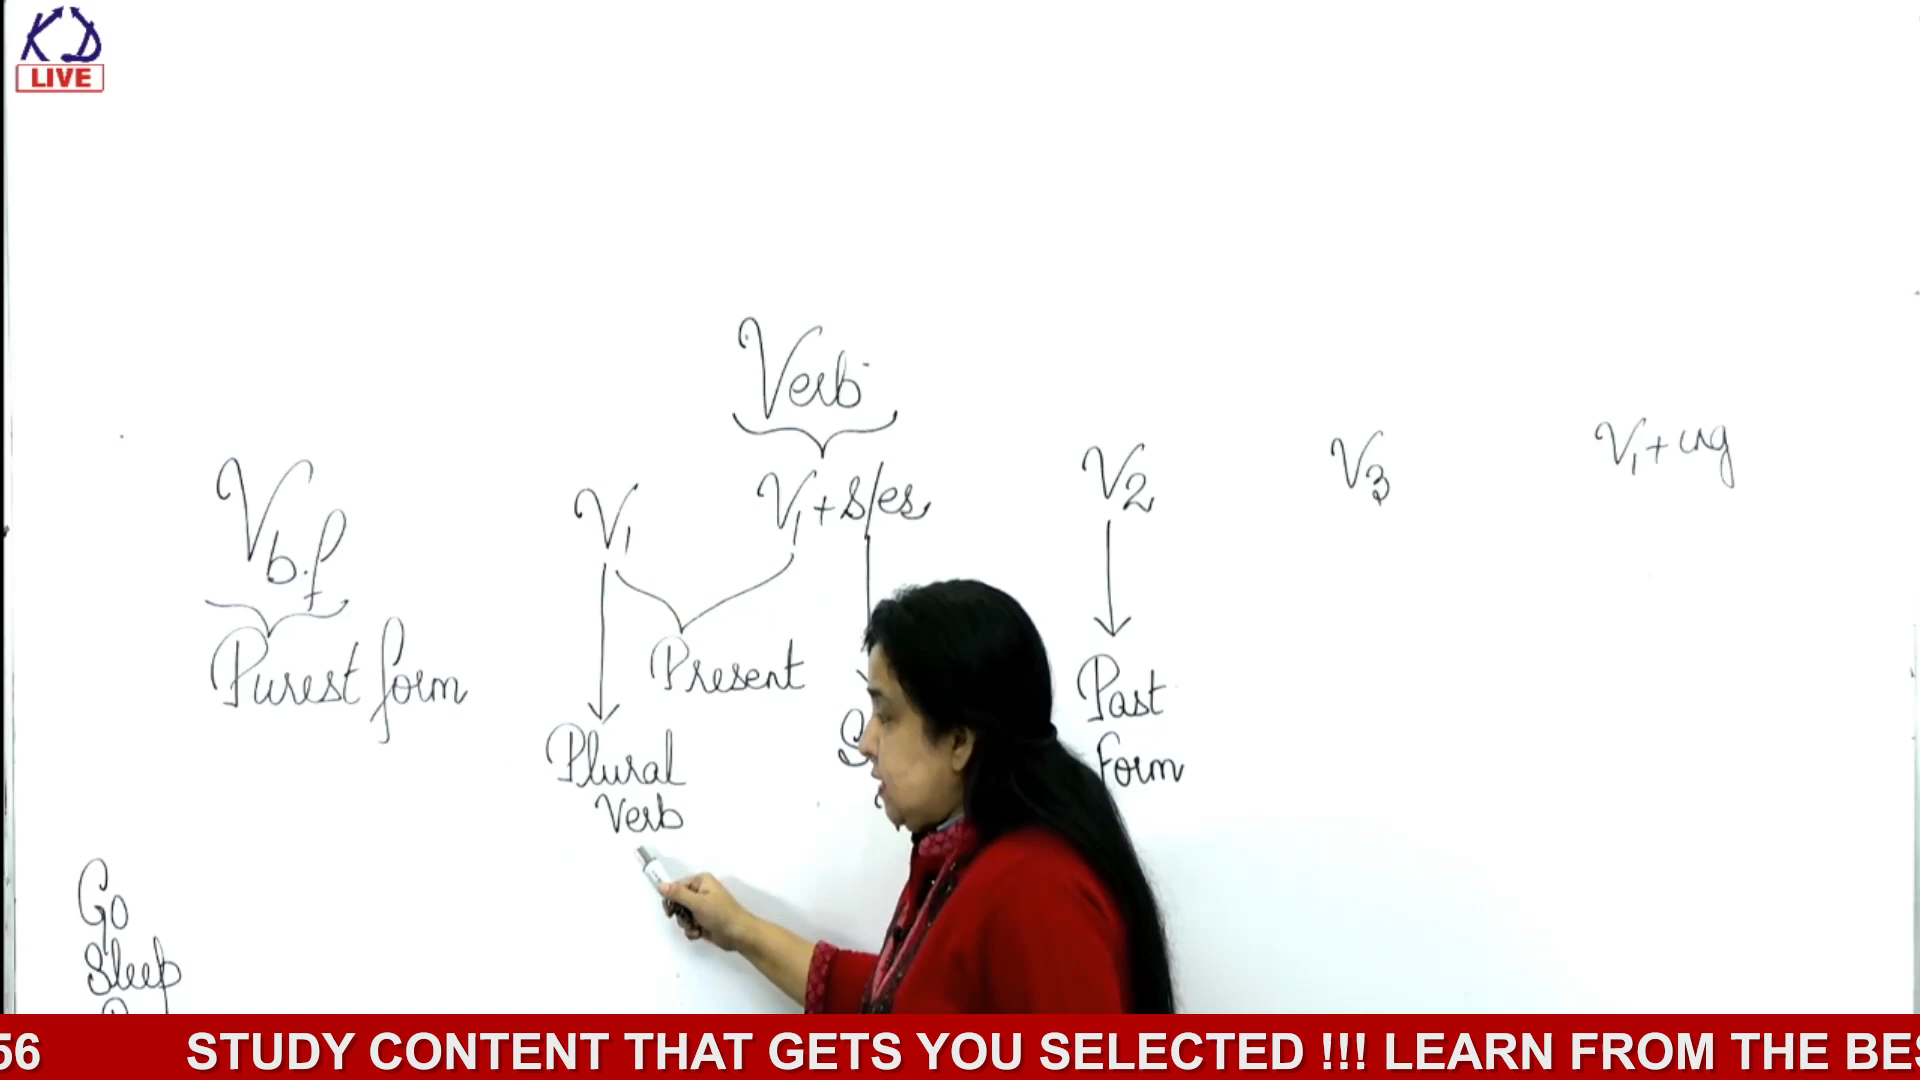 KD
LIVE
Verb
V b.f
V1
V1 + s/es
V2
V3
V1 + ing
Purest form
Present
Plural
Verb
Past
Form
Go
Sleep
56 STUDY CONTENT THAT GETS YOU SELECTED !!! LEARN FROM THE BES